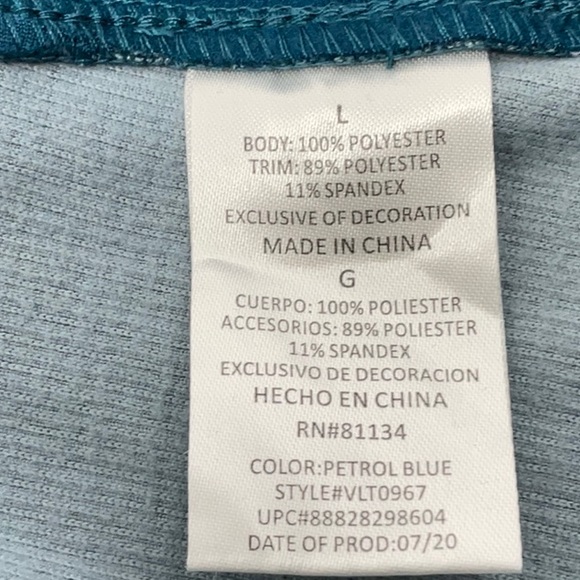 L
BODY: 100% POLYESTER
TRIM: 89% POLYESTER
11% SPANDEX
EXCLUSIVE OF DECORATION
MADE IN CHINA
G
CUERPO: 100% POLIESTER
ACCESORIOS: 89% POLIESTER
11% SPANDEX
EXCLUSIVO DE DECORACION
HECHO EN CHINA
RN#81134
COLOR:PETROL BLUE
STYLE#VLT0967
UPC#88828298604
DATE OF PROD:07/20